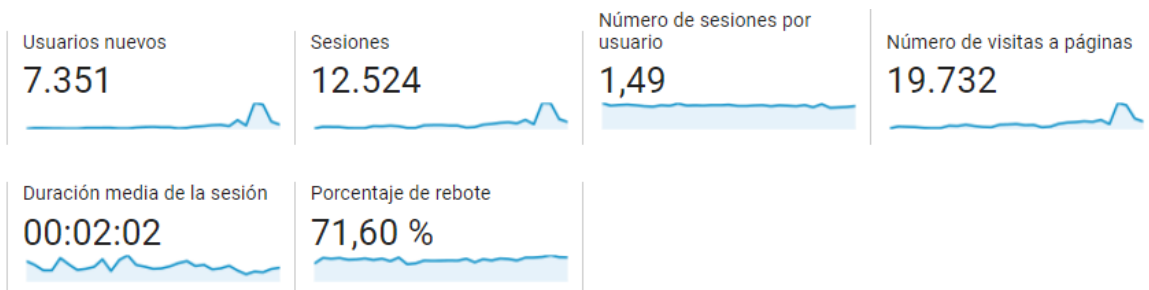 Usuarios nuevos
7.351
Sesiones
12.524
Número de sesiones por
usuario
1,49
Número de visitas a páginas
19.732
Duración media de la sesión
00:02:02
Porcentaje de rebote
71,60 %